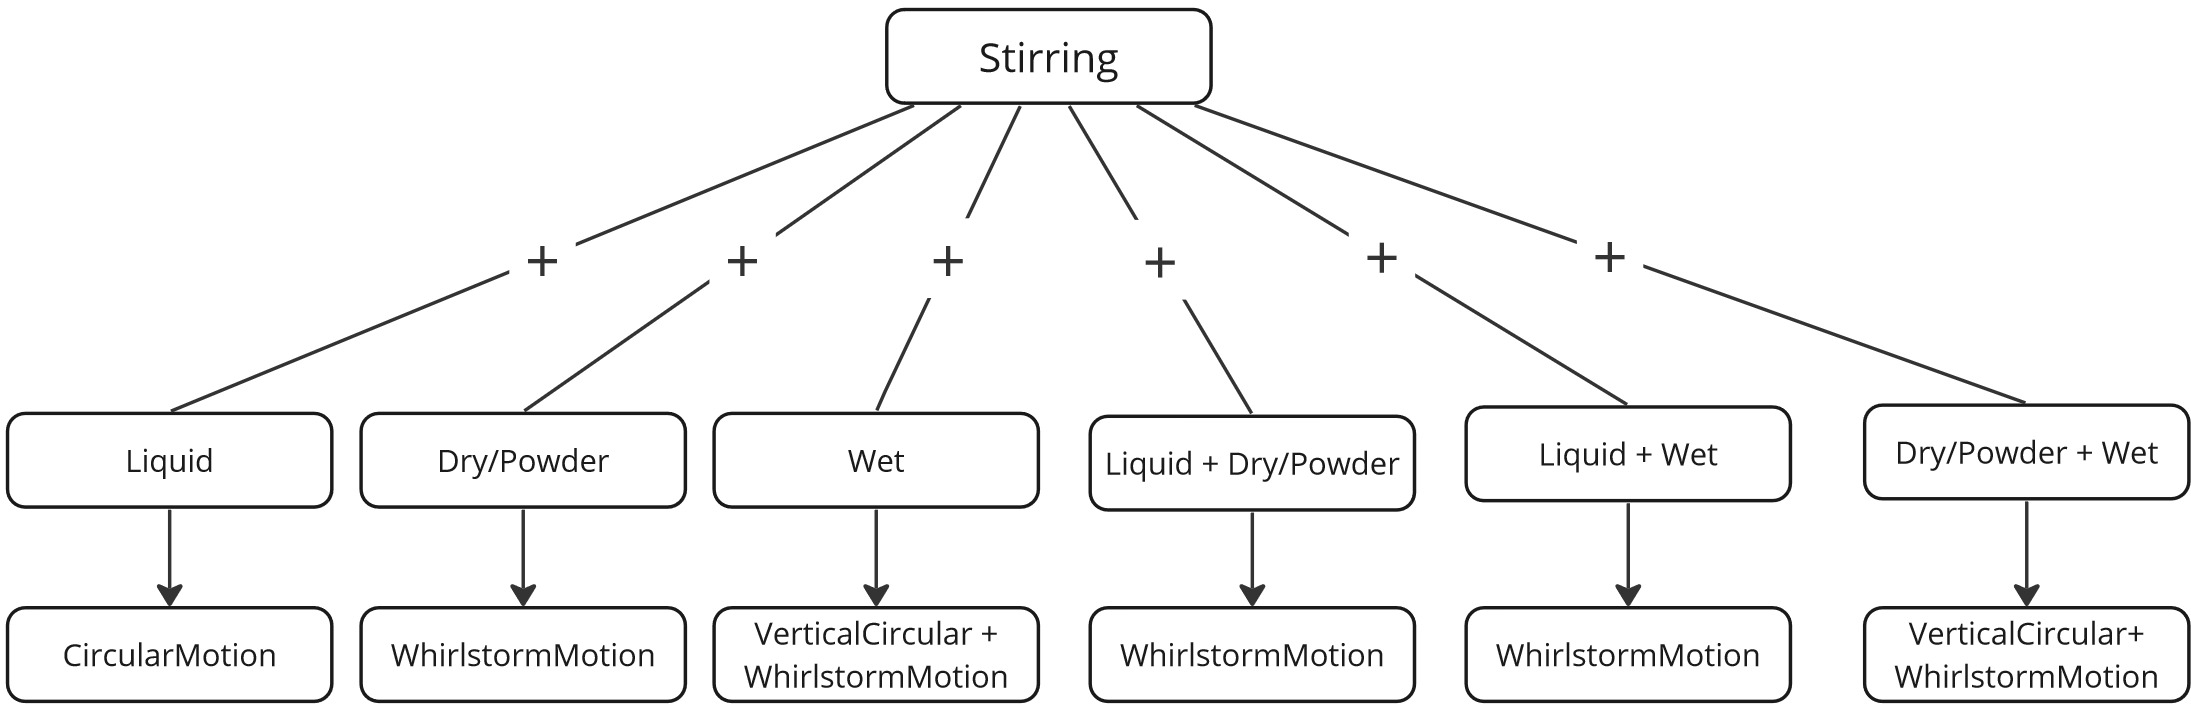 Stirring
+ + + + + +
Liquid
Dry/Powder
Wet
Liquid + Dry/Powder
Liquid + Wet
Dry/Powder + Wet
CircularMotion
WhirlstormMotion
VerticalCircular +
WhirlstormMotion
WhirlstormMotion
WhirlstormMotion
VerticalCircular+
WhirlstormMotion